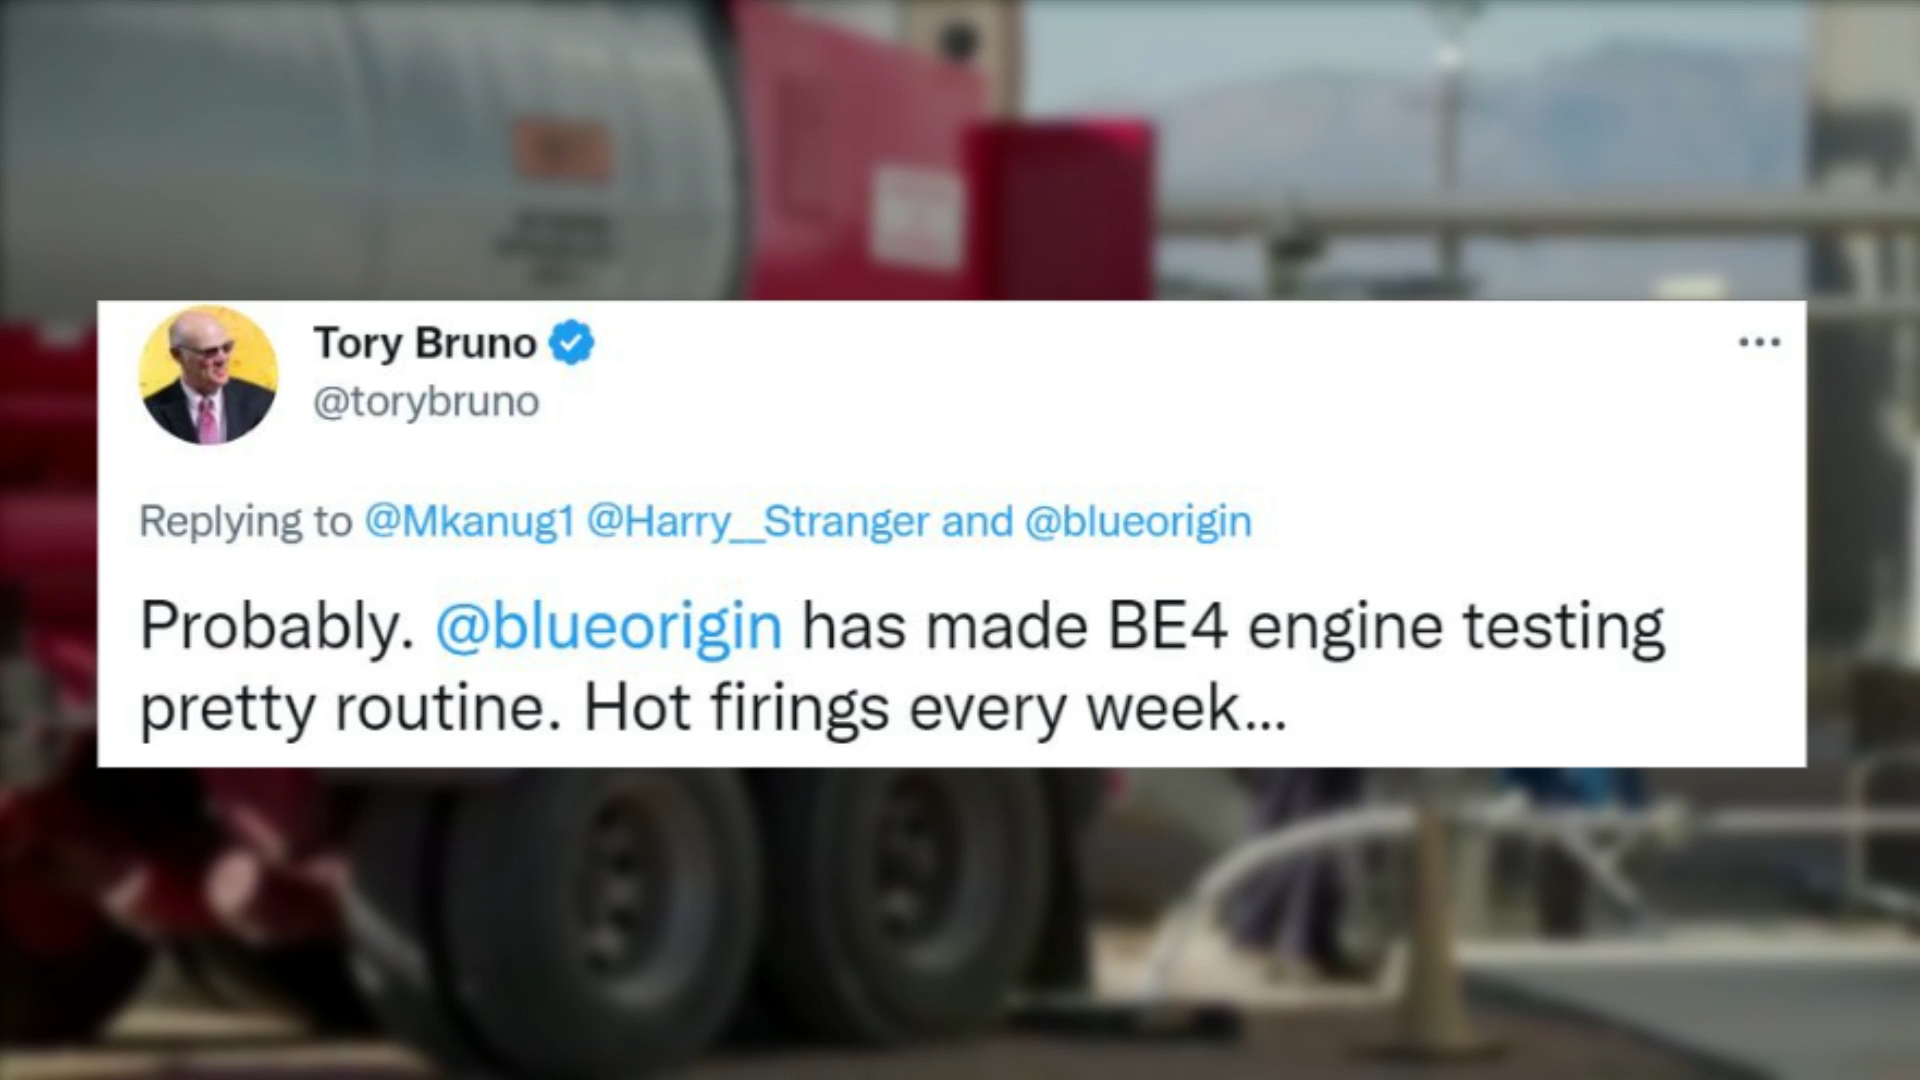 Tory Bruno
@torybruno
Replying to @Mkanug1 @Harry__Stranger and @blueorigin
Probably. @blueorigin has made BE4 engine testing
pretty routine. Hot firings every week...